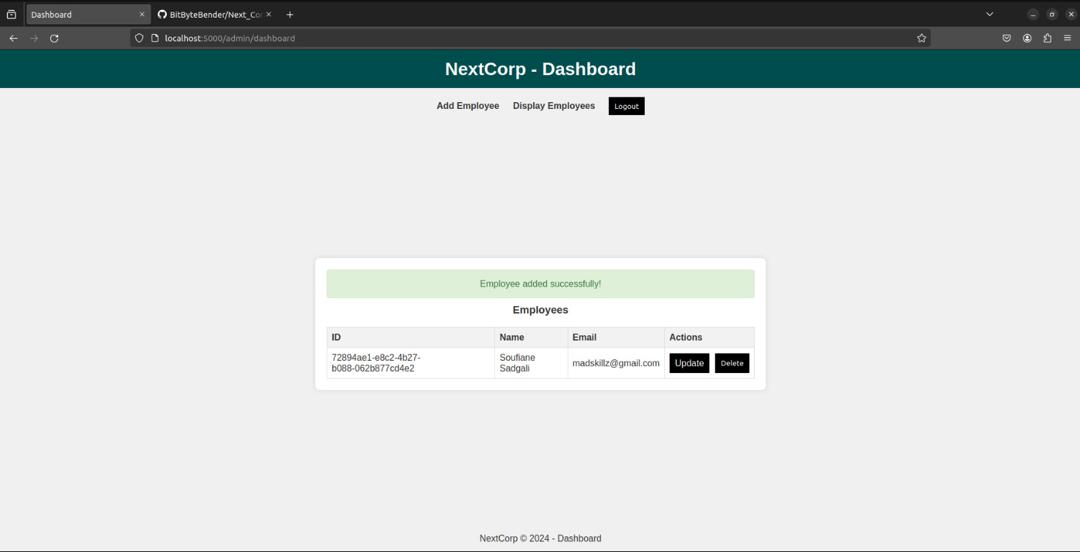 Dashboard
BitByteBender/Next_Co
localhost:5000/admin/dashboard
NextCorp - Dashboard
Add Employee Display Employees Logout
Employee added successfully!
Employees
ID Name Email Actions
72894ae1-e8c2-4b27-
b088-062b877cd4e2
Soufiane
Sadgali
madskillz@gmail.com
Update Delete
NextCorp © 2024 - Dashboard